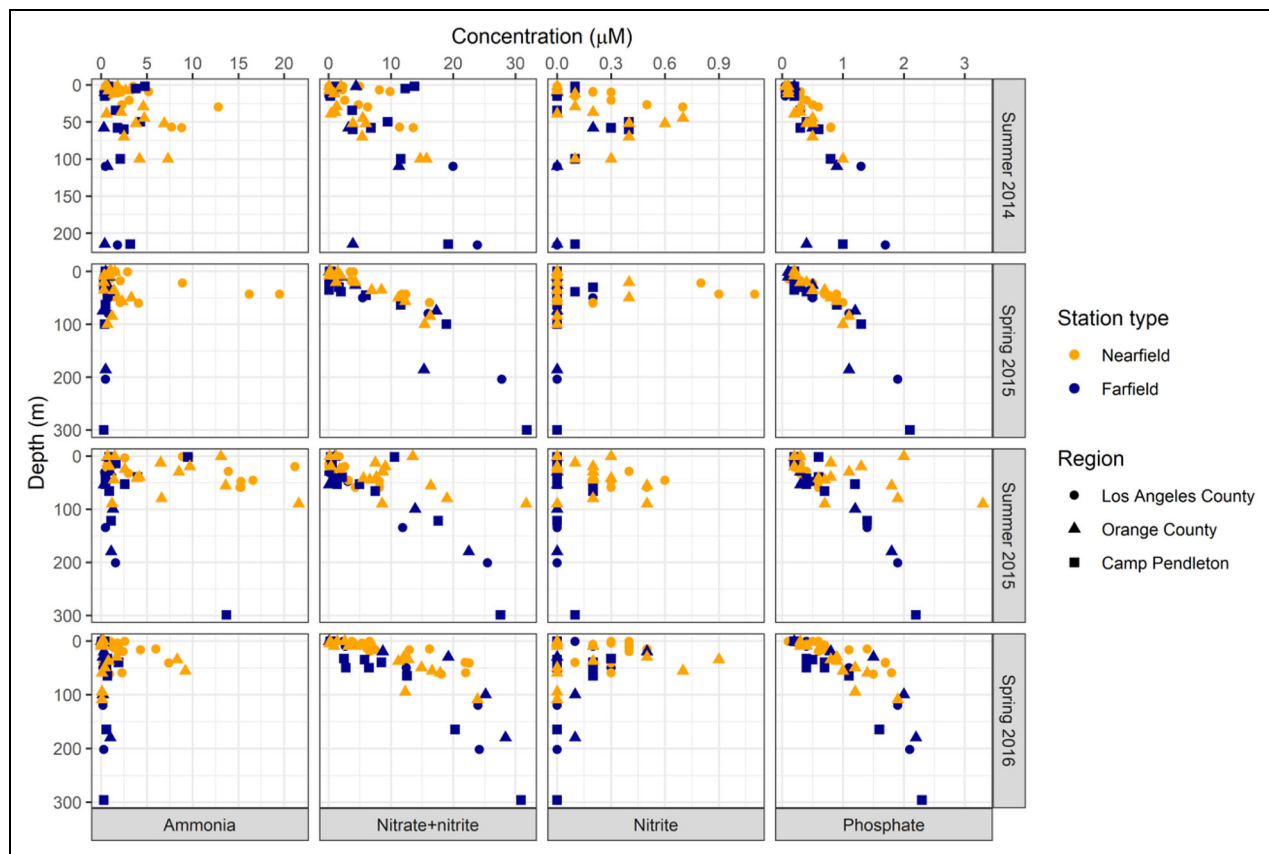 Concentration (μM)
0 5 10 15 20 0 10 20 30 0.0 0.3 0.6 0.9 0 1 2 3
Depth (m)
0
50
100
150
200
Summer 2014
0
100
200
300
Spring 2015
0
100
200
300
Summer 2015
0
100
200
300
Spring 2016
Ammonia Nitrate+nitrite Nitrite Phosphate
Station type
Nearfield
Farfield
Region
Los Angeles County
Orange County
Camp Pendleton